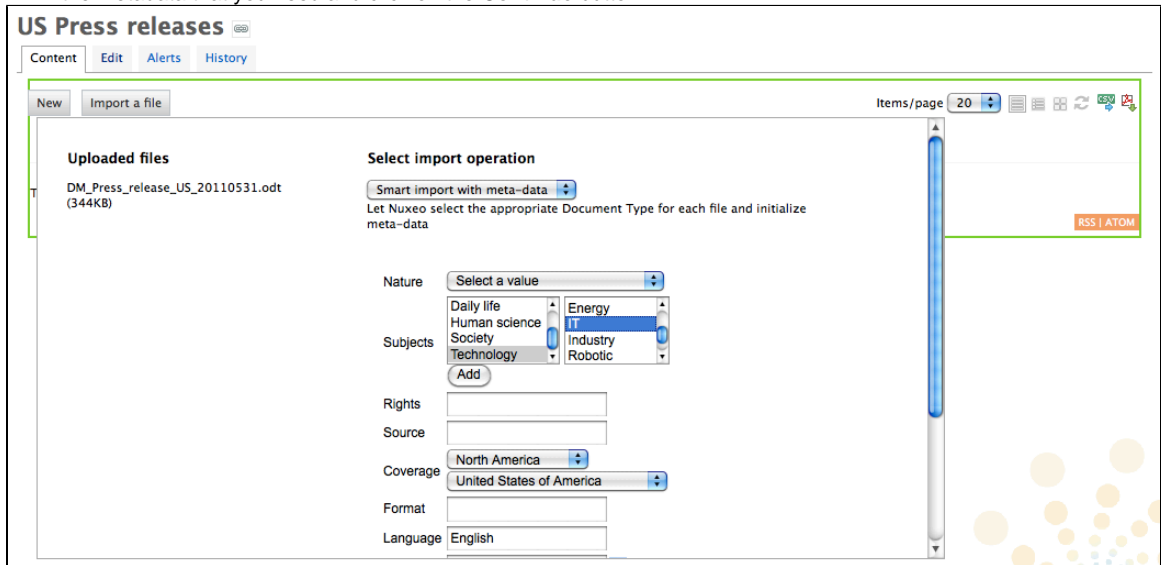 US Press releases
Content Edit Alerts History
New Import a file Items/page 20
Uploaded files
DM_Press_release_US_20110531.odt
(344KB)
Select import operation
Smart import with meta-data
Let Nuxeo select the appropriate Document Type for each file and initialize
meta-data
RSS | ATOM
Nature Select a value
Subjects
Daily life
Human science
Society
Technology
Energy
IT
Industry
Robotic
Add
Rights
Source
Coverage North America
United States of America
Format
Language English